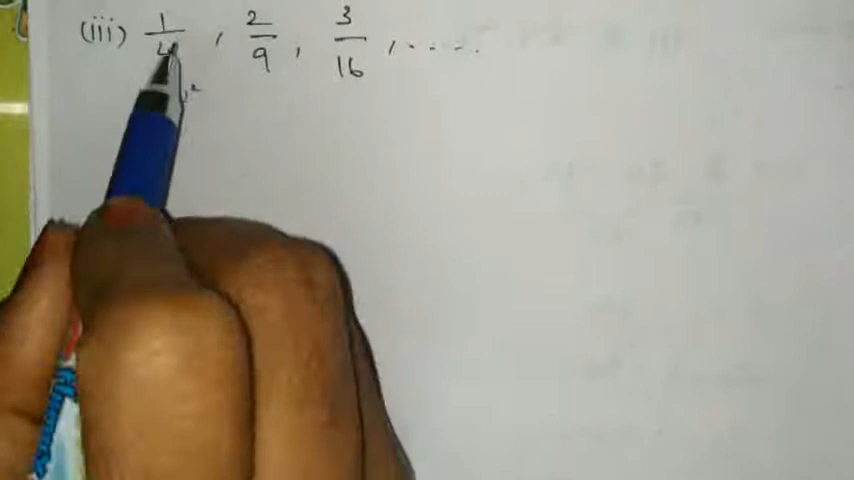 (iii) 1/4 , 2/9 , 3/16 , .....